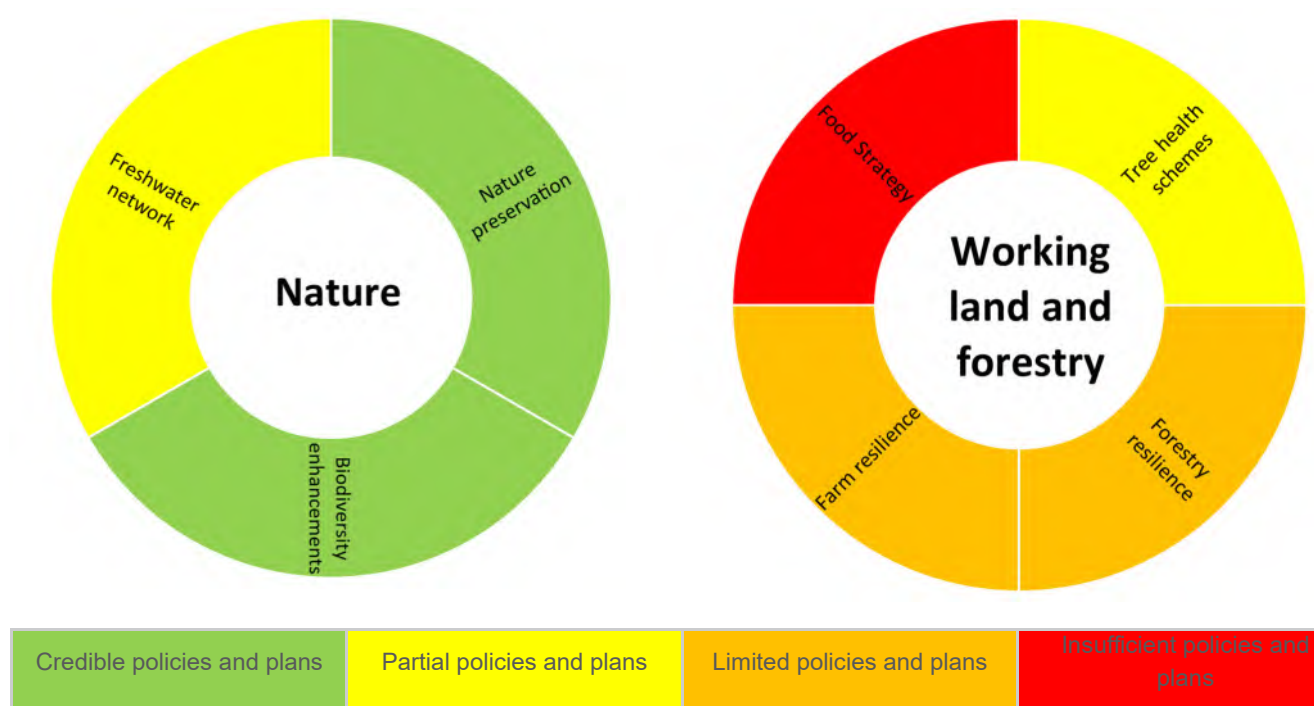 Freshwater
network
Nature
preservation
Nature
Biodiversity
enhancements
Food Strategy
Tree health
schemes
Working
land and
forestry
Farm resilience
Forestry
resilience
Credible policies and plans
Partial policies and plans
Limited policies and plans
Insufficient policies and
plans